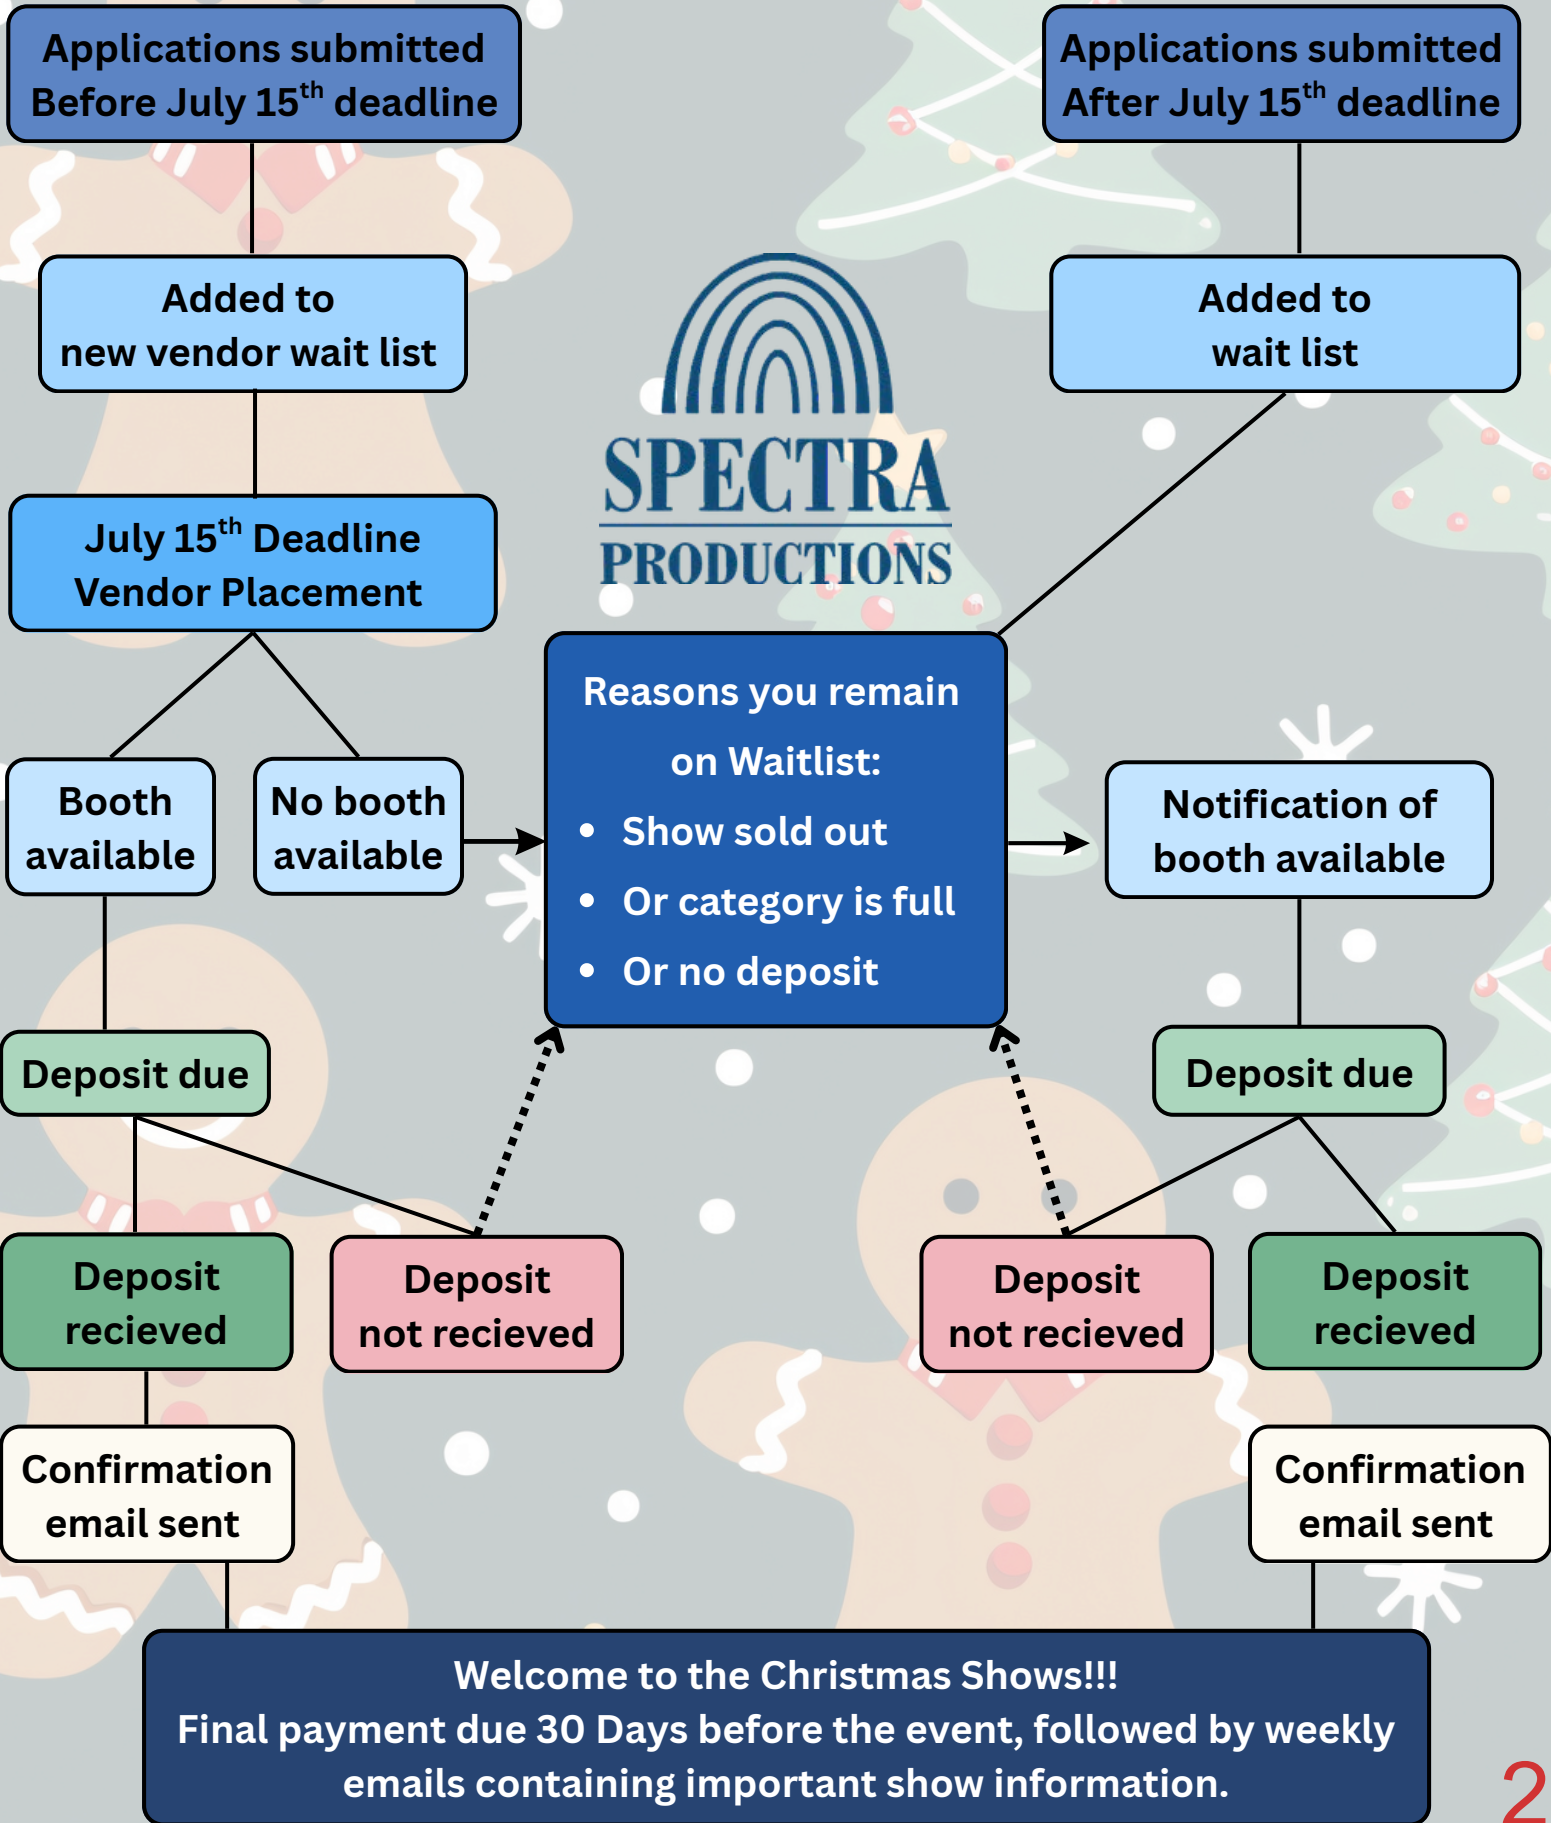 Applications submitted
Before July 15th deadline
Applications submitted
After July 15th deadline
Added to
new vendor wait list
Added to
wait list
SPECTRA
PRODUCTIONS
July 15th Deadline
Vendor Placement
Reasons you remain
on Waitlist:
• Show sold out
• Or category is full
• Or no deposit
Booth
available
No booth
available
Notification of
booth available
Deposit due
Deposit due
Deposit
recieved
Deposit
not recieved
Deposit
not recieved
Deposit
recieved
Confirmation
email sent
Confirmation
email sent
Welcome to the Christmas Shows!!!
Final payment due 30 Days before the event, followed by weekly
emails containing important show information.
2